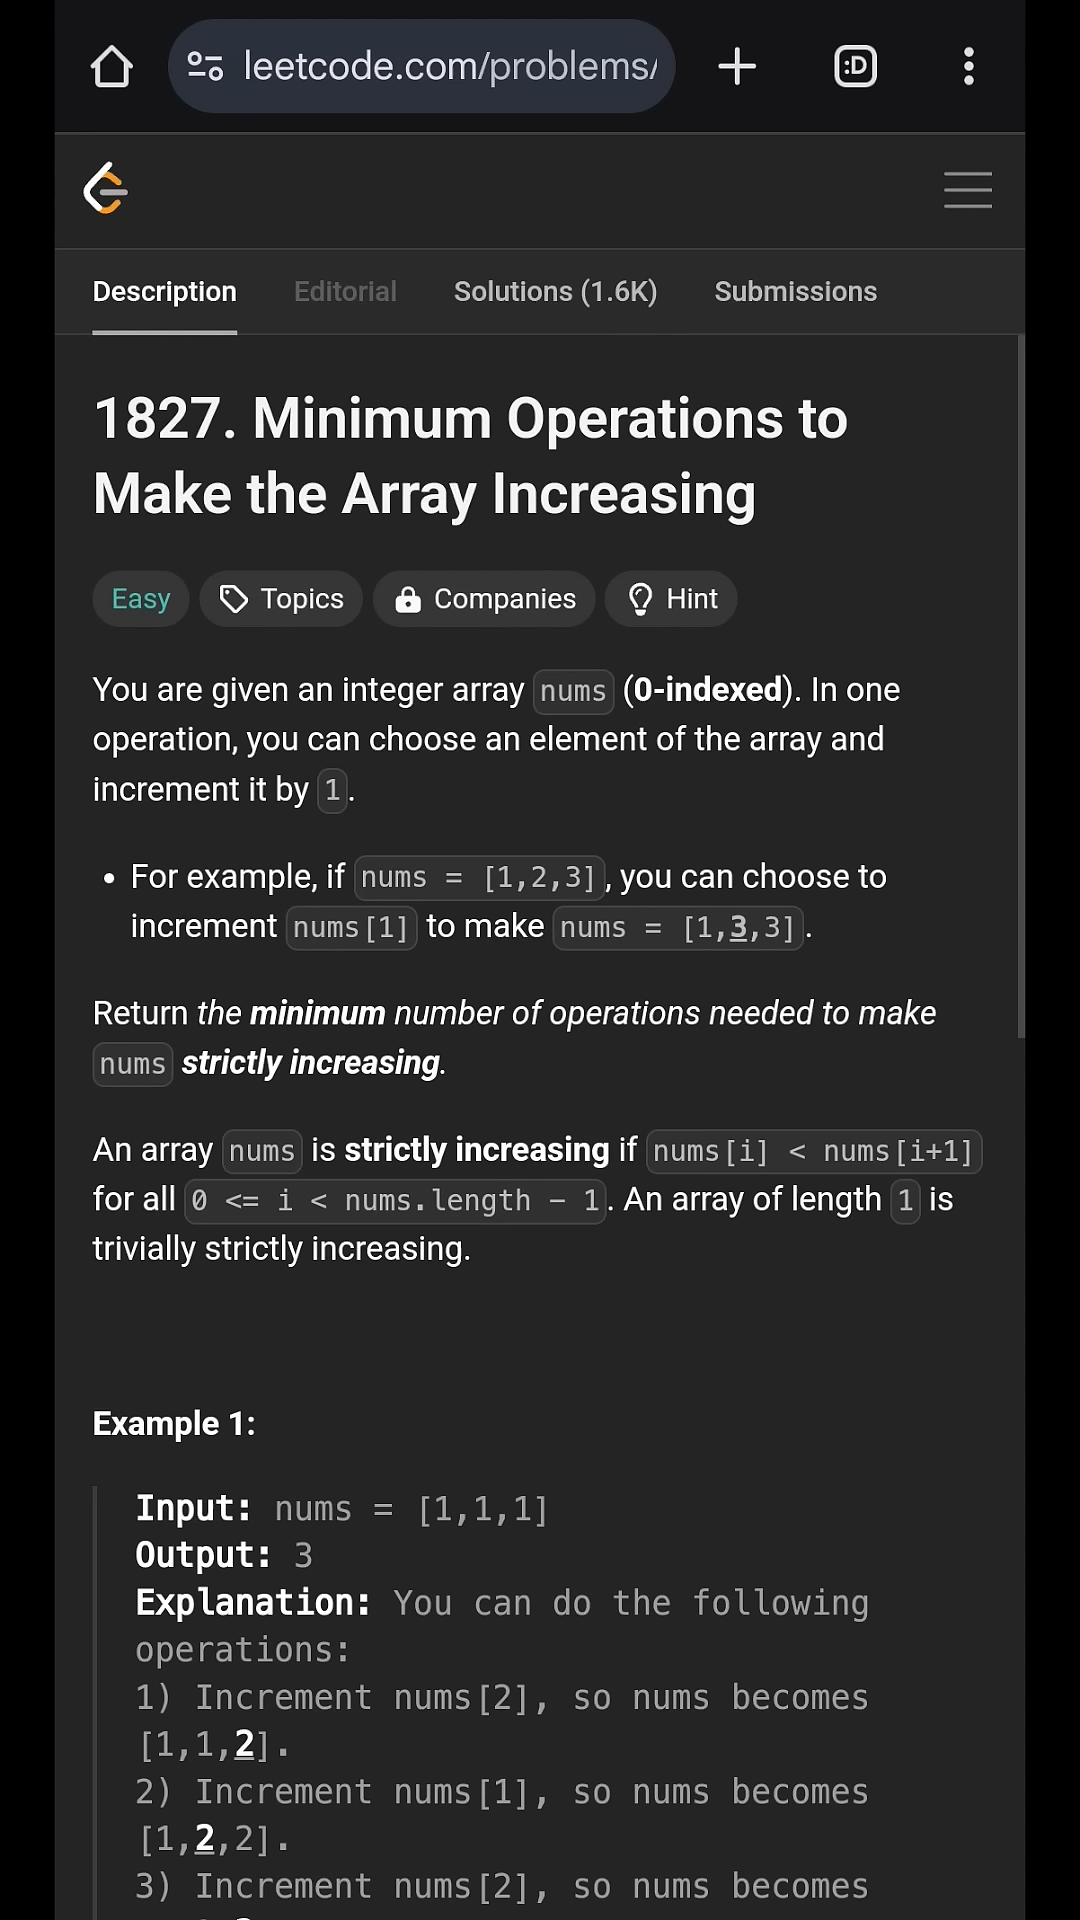 leetcode.com/problems/
:D
Description Editorial Solutions (1.6K) Submissions
1827. Minimum Operations to
Make the Array Increasing
Easy Topics Companies Hint
You are given an integer array nums (0-indexed). In one
operation, you can choose an element of the array and
increment it by 1.
• For example, if nums = [1,2,3], you can choose to
increment nums[1] to make nums = [1,3,3].
Return the minimum number of operations needed to make
nums strictly increasing.
An array nums is strictly increasing if nums[i] < nums[i+1]
for all 0 <= i < nums.length - 1. An array of length 1 is
trivially strictly increasing.
Example 1:
Input: nums = [1,1,1]
Output: 3
Explanation: You can do the following
operations:
1) Increment nums[2], so nums becomes
[1,1,2].
2) Increment nums[1], so nums becomes
[1,2,2].
3) Increment nums[2], so nums becomes